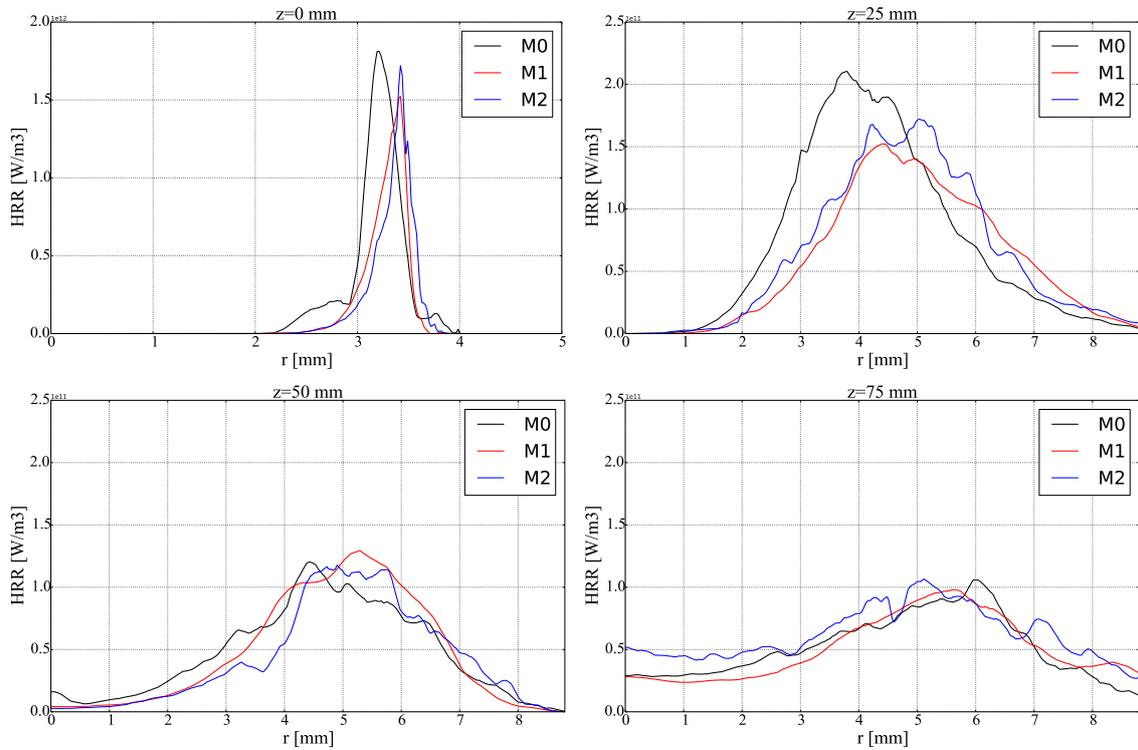 z=0 mm
1e12
2.0
1.5
1.0
0.5
0.0
HRR [W/m3]
0 1 2 3 4 5
r [mm]
M0
M1
M2
z=25 mm
1e11
2.5
2.0
1.5
1.0
0.5
0.0
HRR [W/m3]
0 1 2 3 4 5 6 7 8
r [mm]
M0
M1
M2
z=50 mm
1e11
2.5
2.0
1.5
1.0
0.5
0.0
HRR [W/m3]
0 1 2 3 4 5 6 7 8
r [mm]
M0
M1
M2
z=75 mm
1e11
2.5
2.0
1.5
1.0
0.5
0.0
HRR [W/m3]
0 1 2 3 4 5 6 7 8
r [mm]
M0
M1
M2